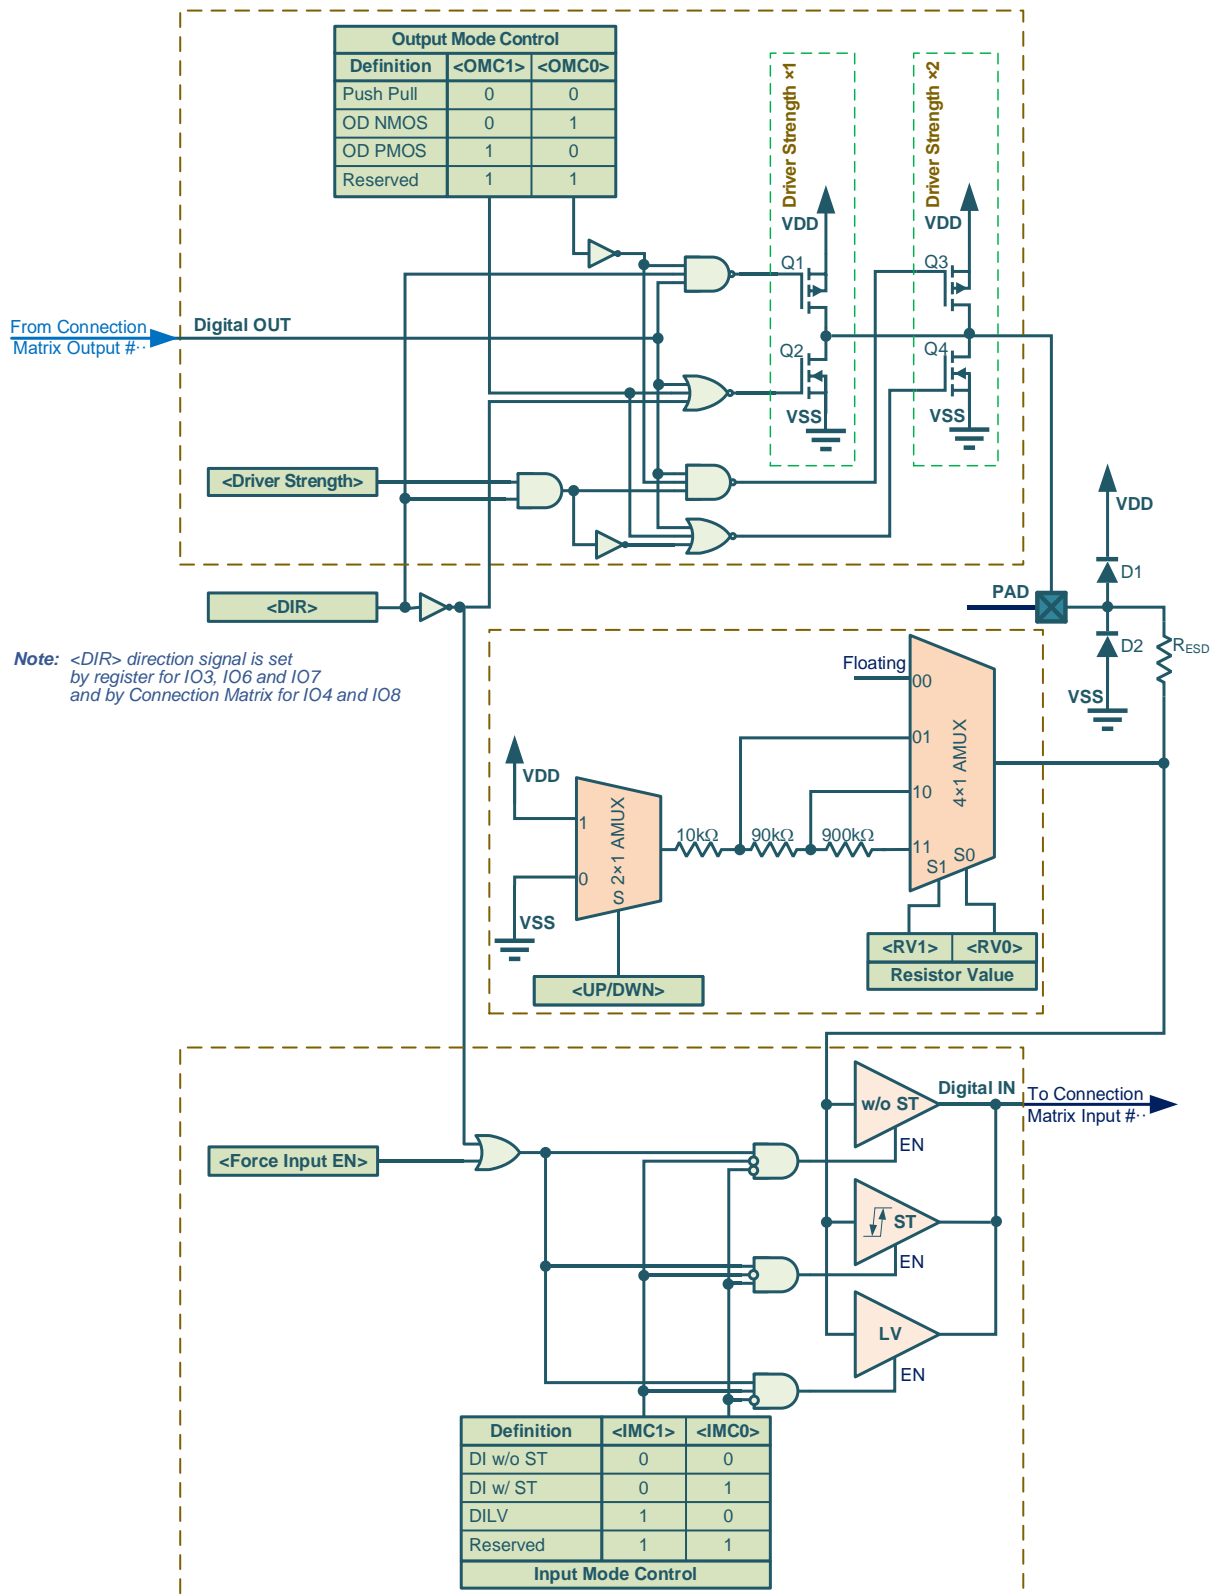 Output Mode Control
Definition <OMC1> <OMC0>
Push Pull 0 0
OD NMOS 0 1
OD PMOS 1 0
Reserved 1 1
Driver Strength ×1
Driver Strength ×2
VDD
VDD
Q1
Q3
From Connection
Matrix Output #··
Digital OUT
Q2
Q4
VSS
VSS
<Driver Strength>
VDD
D1
<DIR>
PAD
Note: <DIR> direction signal is set
by register for IO3, IO6 and IO7
and by Connection Matrix for IO4 and IO8
D2
RESD
VSS
Floating
00
01
10
11
4×1 AMUX
S1
S0
VDD
1
0
S
2×1 AMUX
10kΩ
90kΩ
900kΩ
VSS
<RV1> <RV0>
Resistor Value
<UP/DWN>
Digital IN
To Connection
Matrix Input #··
w/o ST
EN
<Force Input EN>
ST
EN
LV
EN
Definition <IMC1> <IMC0>
DI w/o ST 0 0
DI w/ ST 0 1
DILV 1 0
Reserved 1 1
Input Mode Control